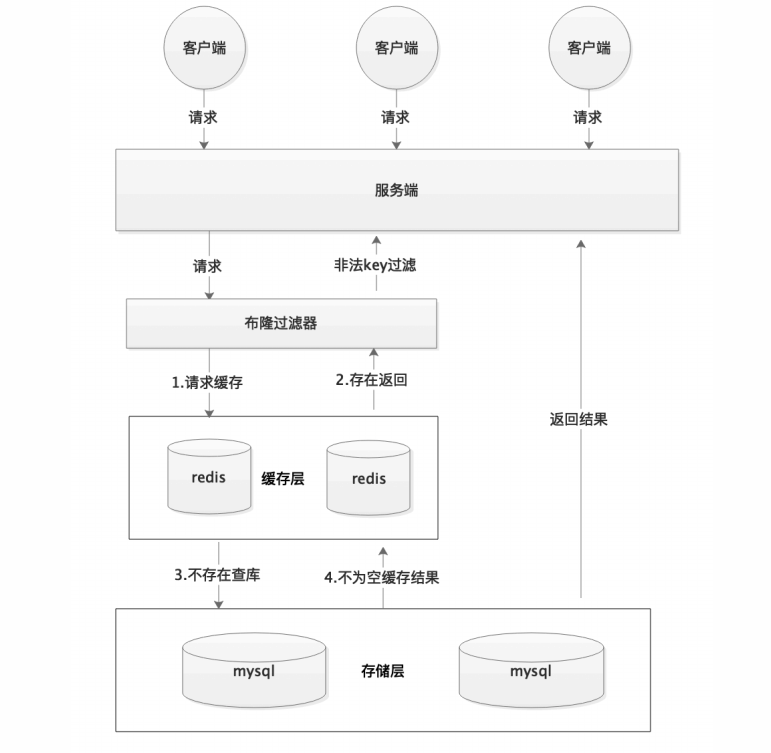 客户端
客户端
客户端
请求
请求
请求
服务端
请求
非法key过滤
布隆过滤器
1.请求缓存
2.存在返回
返回结果
redis
缓存层
redis
3.不存在查库
4.不为空缓存结果
mysql
存储层
mysql